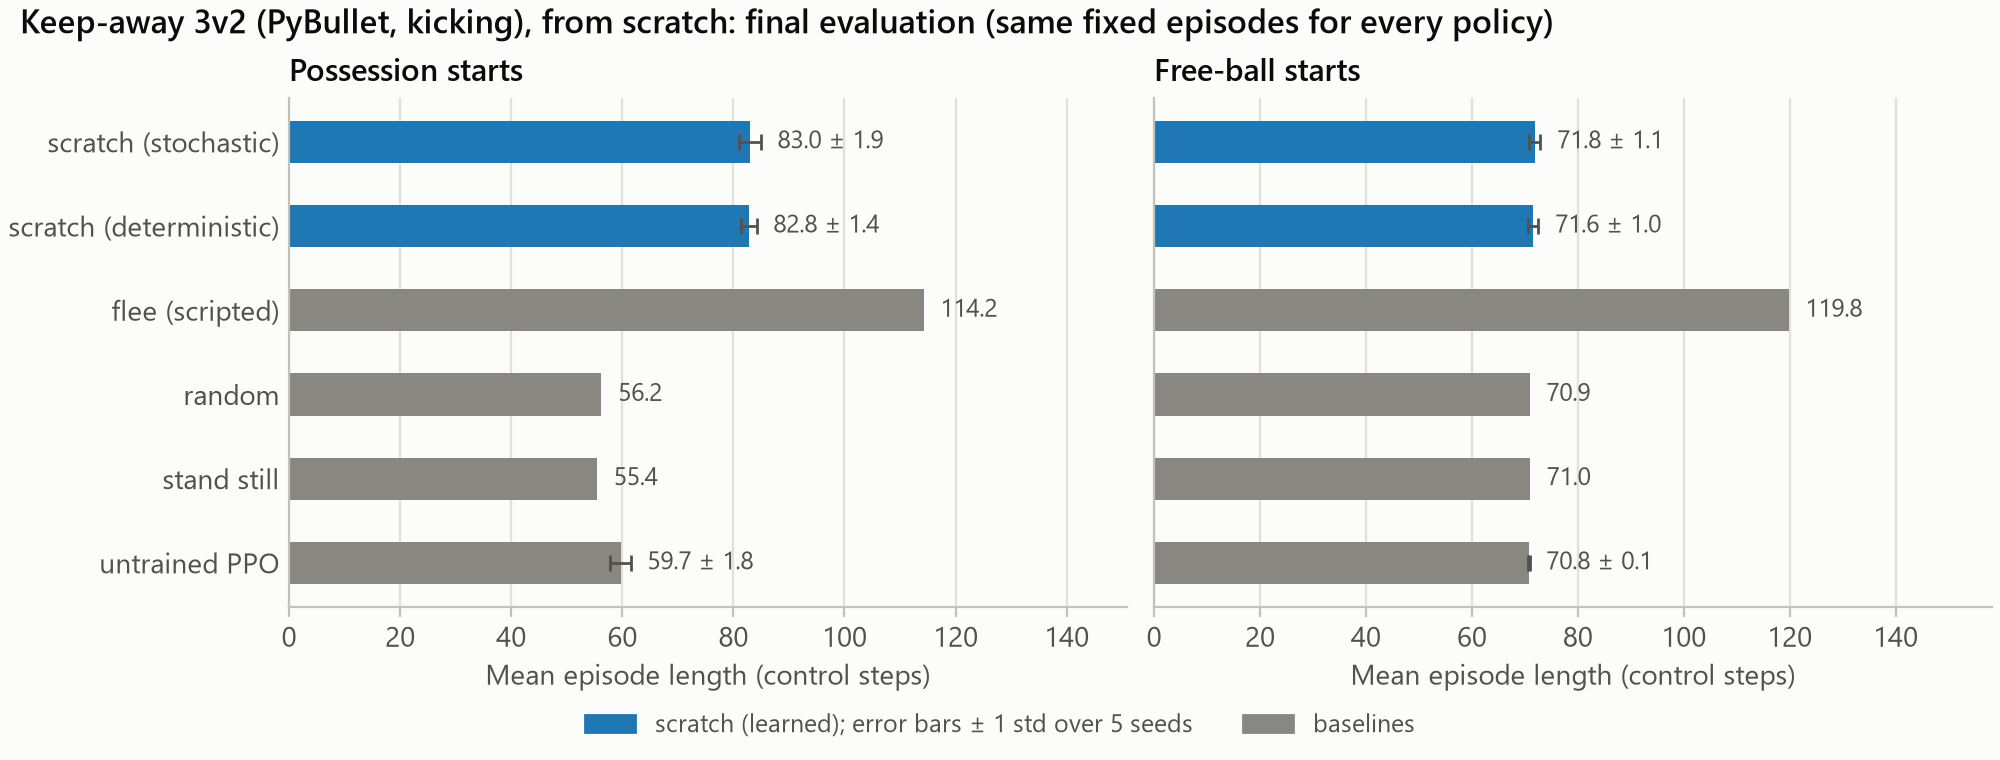 Keep-away 3v2 (PyBullet, kicking), from scratch: final evaluation (same fixed episodes for every policy)
Possession starts
scratch (stochastic)
83.0 ± 1.9
scratch (deterministic)
82.8 ± 1.4
flee (scripted)
114.2
random
56.2
stand still
55.4
untrained PPO
59.7 ± 1.8
0 20 40 60 80 100 120 140
Mean episode length (control steps)
Free-ball starts
71.8 ± 1.1
71.6 ± 1.0
119.8
70.9
71.0
70.8 ± 0.1
0 20 40 60 80 100 120 140
Mean episode length (control steps)
scratch (learned); error bars ± 1 std over 5 seeds
baselines